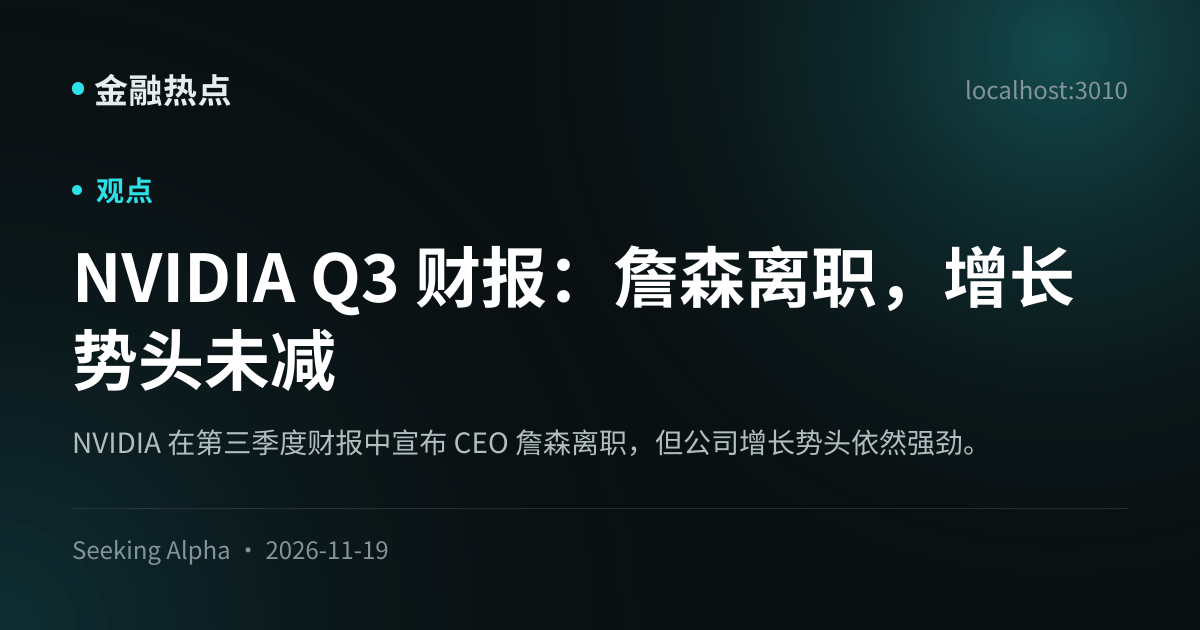 金融热点
localhost:3010
观点
NVIDIA Q3 财报：詹森离职，增长
势头未减
NVIDIA 在第三季度财报中宣布 CEO 詹森离职，但公司增长势头依然强劲。
Seeking Alpha · 2026-11-19